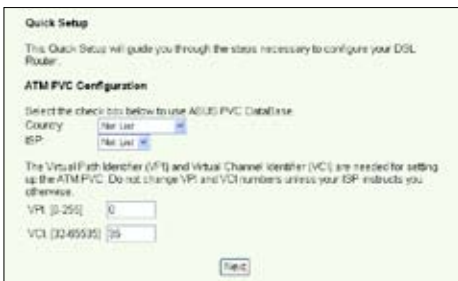 Quick Setup
This Quick Setup will guide you through the steps necessary to configure your DSL
Router.
ATM PVC Configuration
Select the check box below to use ASUS PVC DataBase
Country Not List
ISP Not List
The Virtual Path Identifier (VPI) and Virtual Channel Identifier (VCI) are needed for setting
up the ATM PVC. Do not change VPI and VCI numbers unless your ISP instructs you
otherwise.
VPI: [0-255] 0
VCI: [32-65535] 35
Next